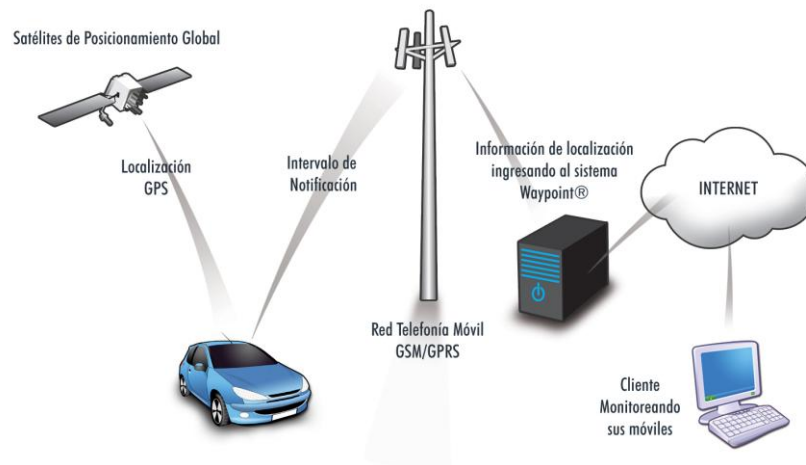 Satélites de Posicionamiento Global
Localización
GPS
Intervalo de
Notificación
Red Telefonía Móvil
GSM/GPRS
Información de localización
ingresando al sistema
Waypoint®
INTERNET
Cliente
Monitoreando
sus móviles